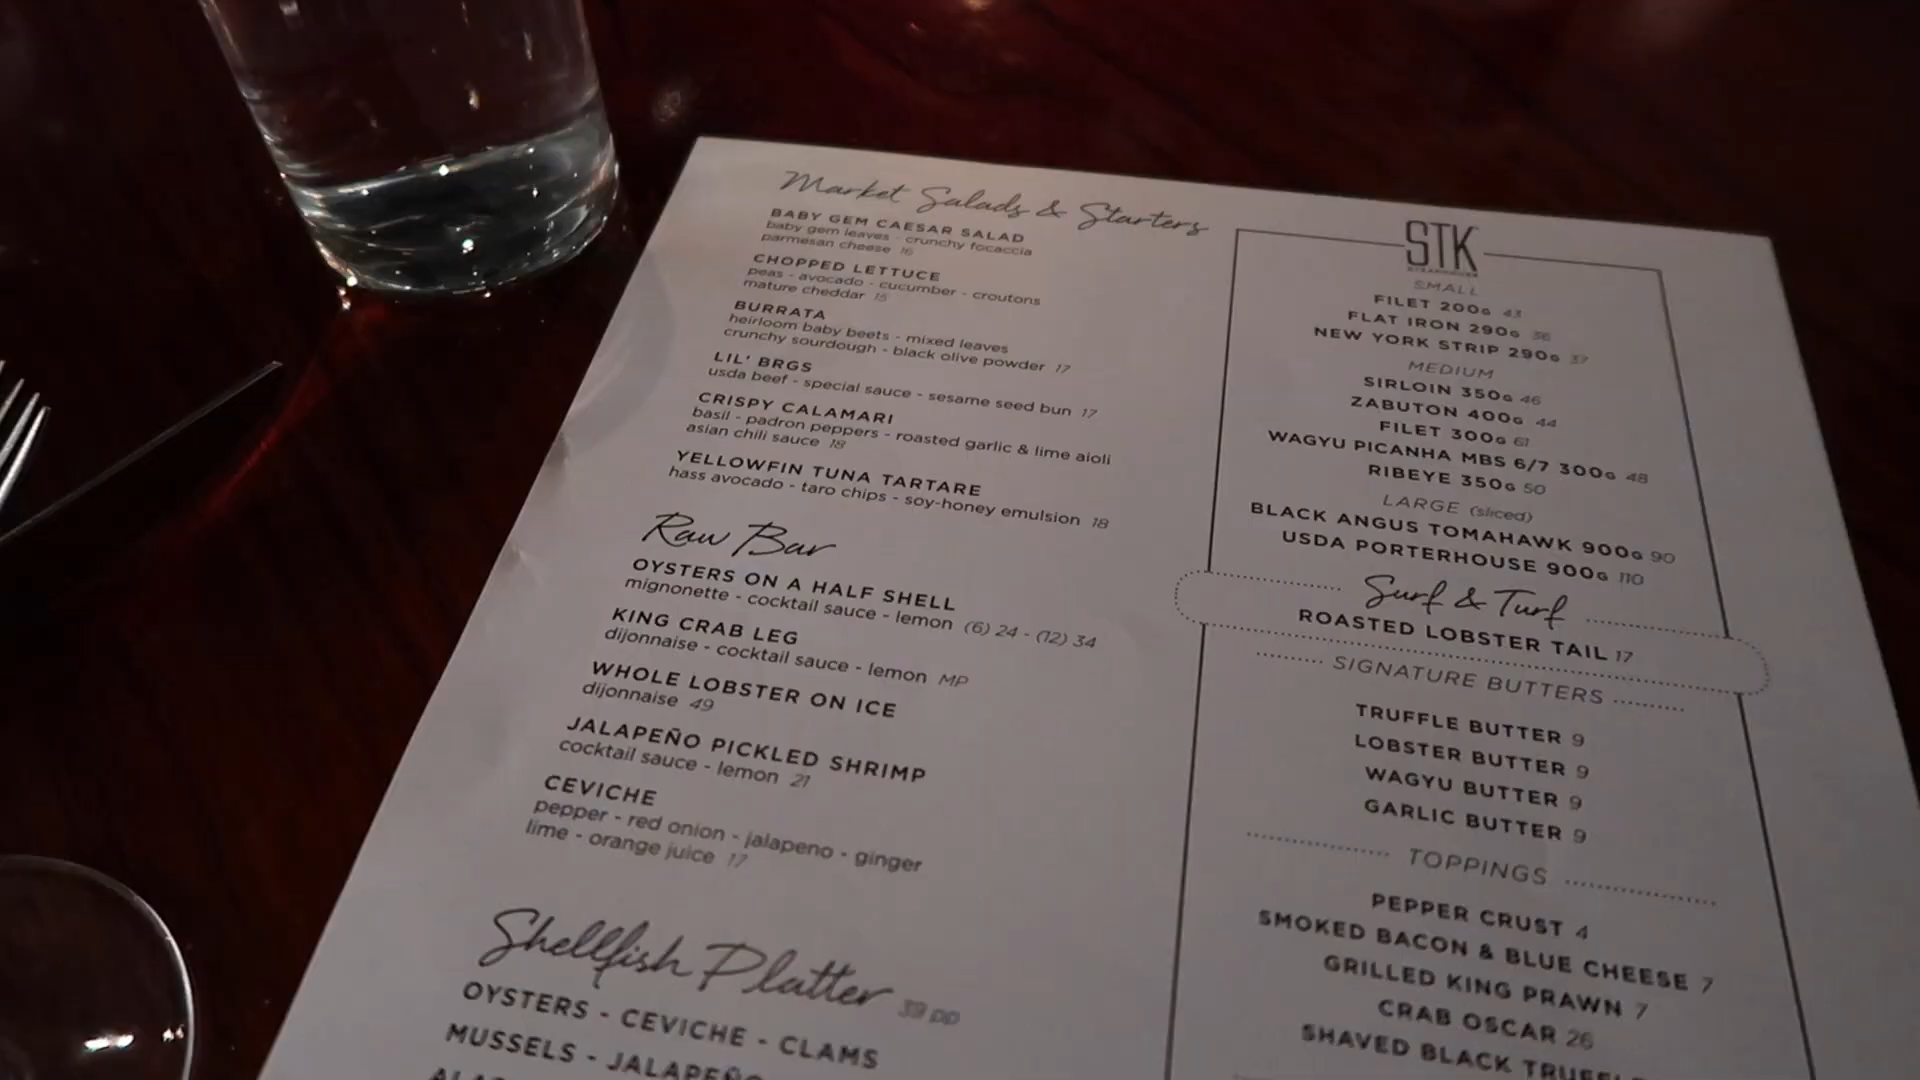 Market Salads & Starters
BABY GEM CAESAR SALAD
baby gem leaves - crunchy focaccia
parmesan cheese 16
CHOPPED LETTUCE
peas - avocado - cucumber - croutons
mature cheddar 15
BURRATA
heirloom baby beets - mixed leaves
crunchy sourdough - black olive powder 17
LIL' BRGS
usda beef - special sauce - sesame seed bun 17
CRISPY CALAMARI
basil - padron peppers - roasted garlic & lime aioli
asian chili sauce 18
YELLOWFIN TUNA TARTARE
hass avocado - taro chips - soy-honey emulsion 18
Raw Bar
OYSTERS ON A HALF SHELL
mignonette - cocktail sauce - lemon (6) 24 - (12) 34
KING CRAB LEG
dijonnaise - cocktail sauce - lemon MP
WHOLE LOBSTER ON ICE
dijonnaise 49
JALAPEÑO PICKLED SHRIMP
cocktail sauce - lemon 21
CEVICHE
pepper - red onion - jalapeno - ginger
lime - orange juice 17
Shellfish Platter 39 pp
OYSTERS - CEVICHE - CLAMS
MUSSELS - JALAPEÑO
STK
STEAKHOUSE
SMALL
FILET 200G 43
FLAT IRON 290G 36
NEW YORK STRIP 290G 37
MEDIUM
SIRLOIN 350G 46
ZABUTON 400G 44
FILET 300G 61
WAGYU PICANHA MBS 6/7 300G 48
RIBEYE 350G 50
LARGE (sliced)
BLACK ANGUS TOMAHAWK 900G 90
USDA PORTERHOUSE 900G 110
Surf & Turf
ROASTED LOBSTER TAIL 17
SIGNATURE BUTTERS
TRUFFLE BUTTER 9
LOBSTER BUTTER 9
WAGYU BUTTER 9
GARLIC BUTTER 9
TOPPINGS
PEPPER CRUST 4
SMOKED BACON & BLUE CHEESE 7
GRILLED KING PRAWN 7
CRAB OSCAR 26
SHAVED BLACK